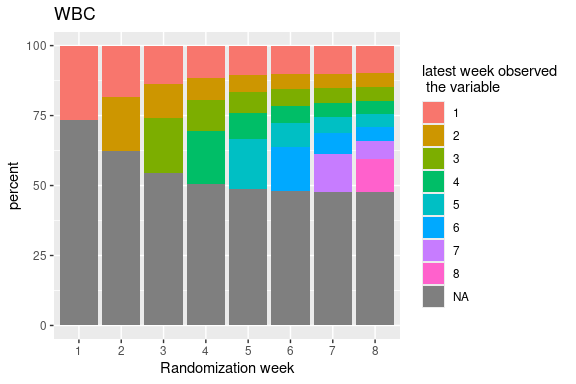 WBC
100
75
50
25
0
percent
1 2 3 4 5 6 7 8
Randomization week
latest week observed
the variable
1
2
3
4
5
6
7
8
NA